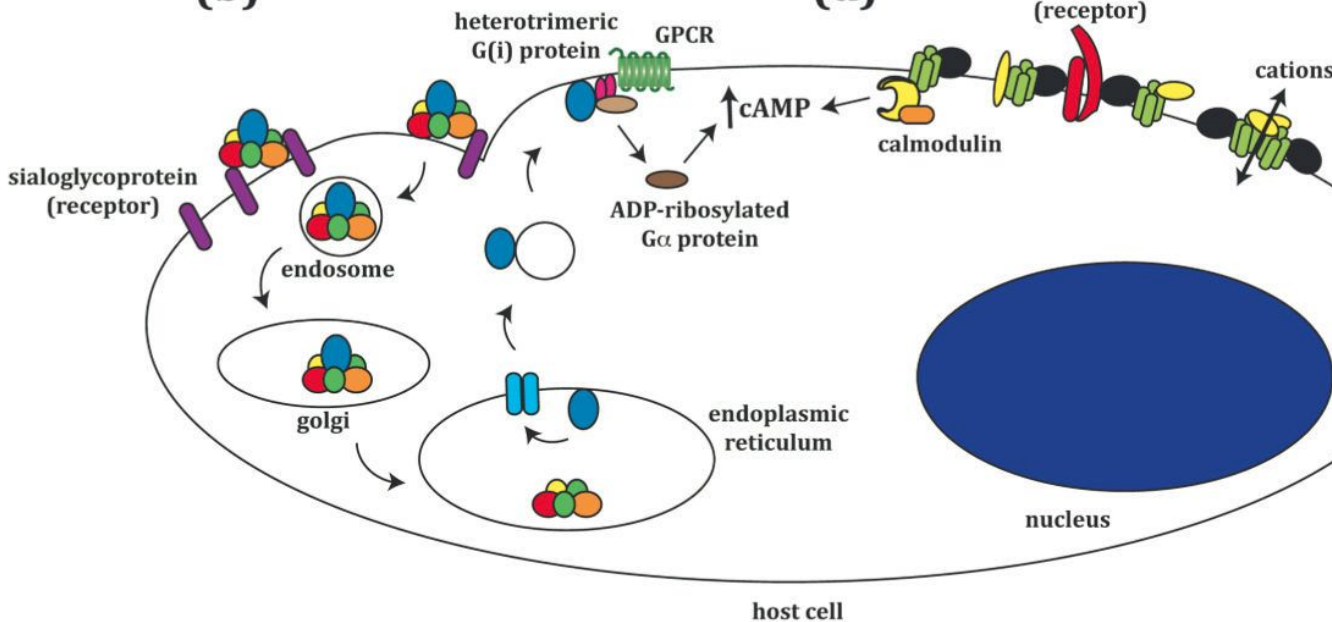 (b)
(receptor)
heterotrimeric
G(i) protein
GPCR
cations
cAMP
calmodulin
sialoglycoprotein
(receptor)
ADP-ribosylated
Gα protein
endosome
golgi
endoplasmic
reticulum
nucleus
host cell